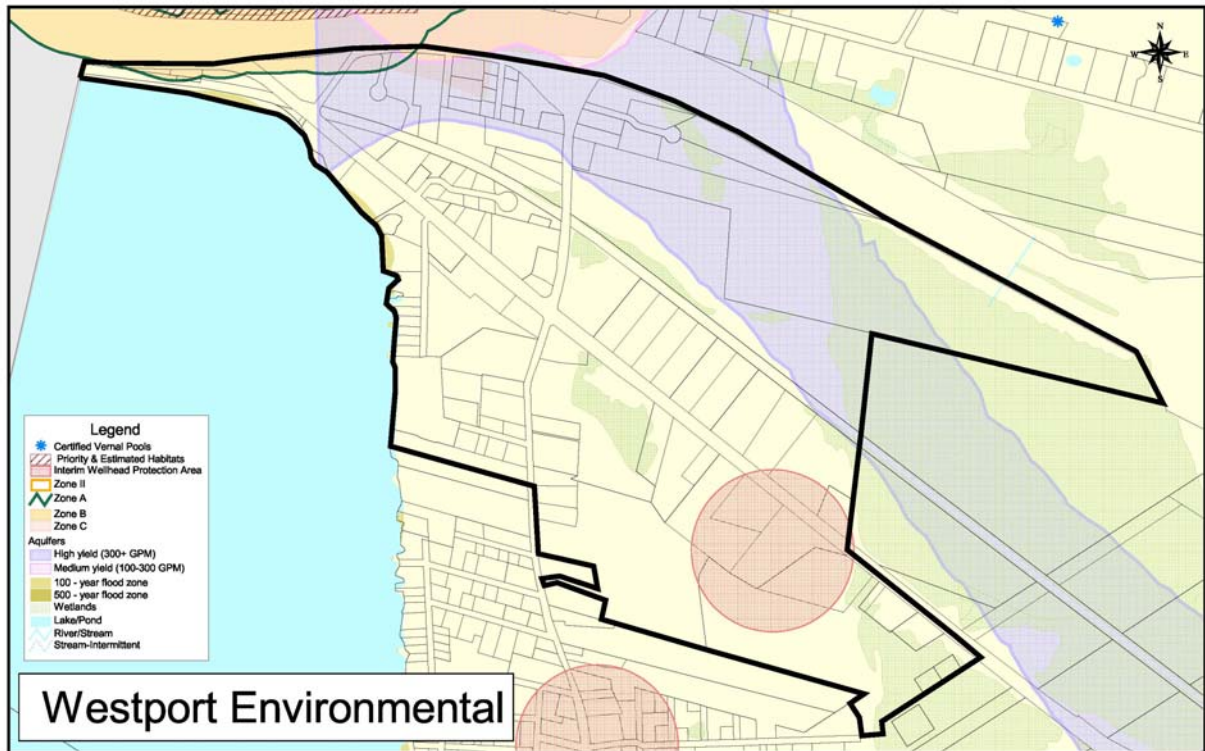 N
W E
S
Legend
Certified Vernal Pools
Priority & Estimated Habitats
Interim Wellhead Protection Area
Zone II
Zone A
Zone B
Zone C
Aquifers
High yield (300+ GPM)
Medium yield (100-300 GPM)
100 - year flood zone
500 - year flood zone
Wetlands
Lake/Pond
River/Stream
Stream-Intermittent
Westport Environmental